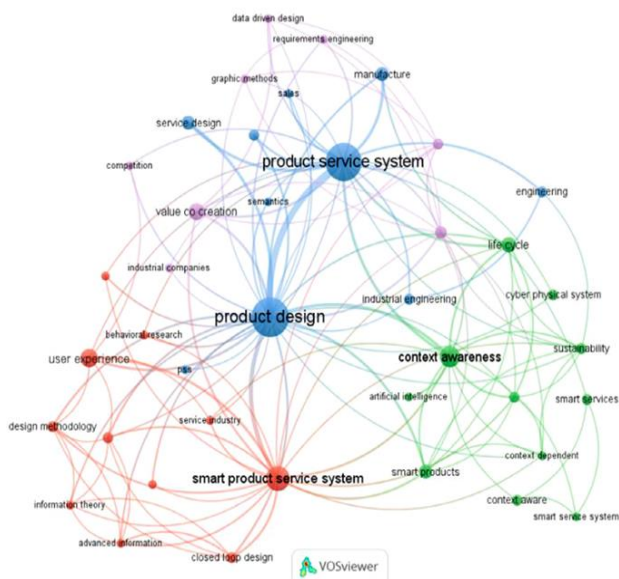 data driven design
requirements engineering
graphic methods
manufacture
sales
service design
product service system
competition
semantics
engineering
value co creation
life cycle
industrial companies
cyber physical system
industrial engineering
product design
behavioral research
sustainability
user experience
context awareness
pss
artificial intelligence
smart services
service industry
design methodology
context dependent
smart products
smart product service system
context aware
information theory
smart service system
advanced information
closed loop design
VOSviewer